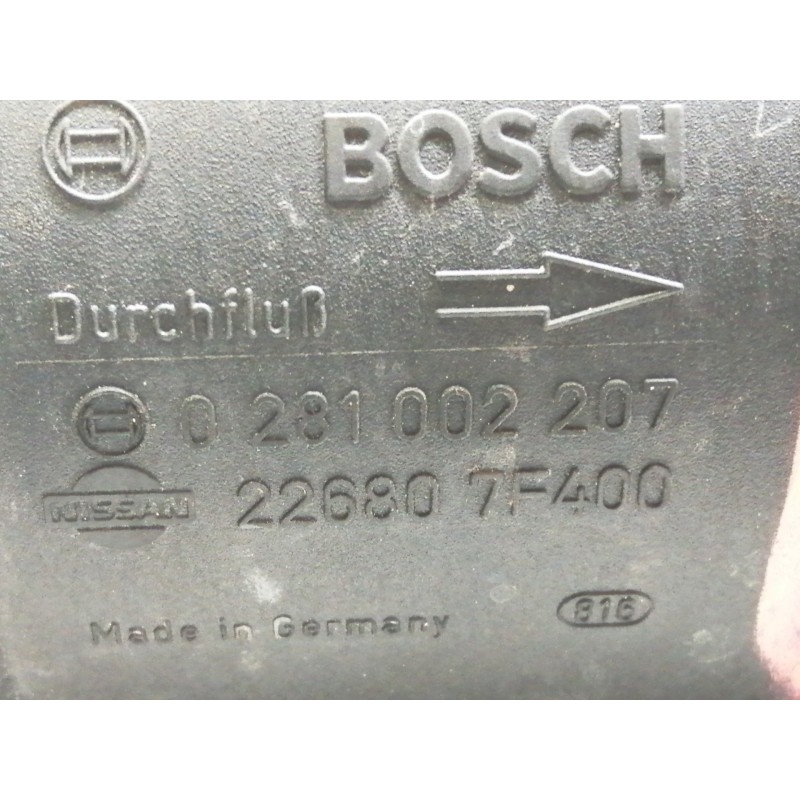 BOSCH
Durchfluß
0 281 002 207
NISSAN
22680 7F400
Made in Germany
816